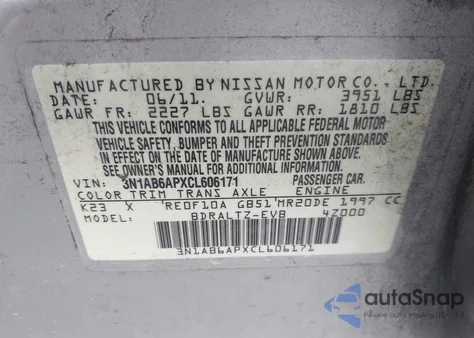 MANUFACTURED BY NISSAN MOTOR CO., LTD.
DATE: 06/11. GVWR: 3951 LBS
GAWR FR: 2227 LBS GAWR RR: 1810 LBS
THIS VEHICLE CONFORMS TO ALL APPLICABLE FEDERAL MOTOR
VEHICLE SAFETY, BUMPER AND THEFT PREVENTION STANDARDS
IN EFFECT ON THE DATE OF MANUFACTURE SHOWN ABOVE.
SEE OWNER'S MANUAL FOR ADDITIONAL INFORMATION.
VIN: 3N1AB6APXCL606171
COLOR TRIM TRANS AXLE ENGINE
K23 X RE0F10A GB51 MR20DE 1997 CC
BDRALTZ-EVB 4Z000
3N1AB6APXCL606171
autoSnap
Snap Your Next Car